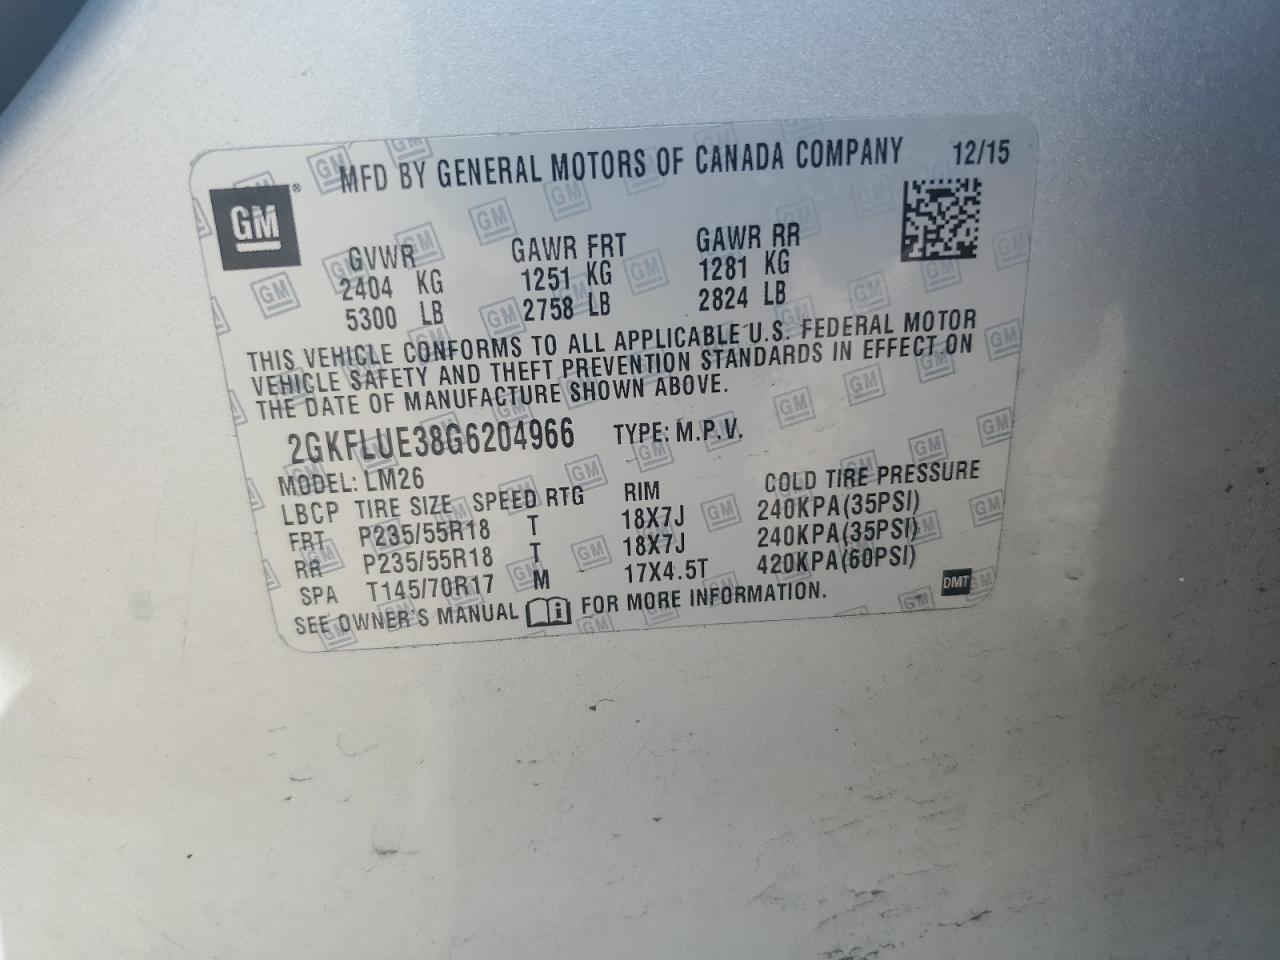 MFD BY GENERAL MOTORS OF CANADA COMPANY 12/15
GM ®
GVWR GAWR FRT GAWR RR
2404 KG 1251 KG 1281 KG
5300 LB 2758 LB 2824 LB
THIS VEHICLE CONFORMS TO ALL APPLICABLE U.S. FEDERAL MOTOR
VEHICLE SAFETY AND THEFT PREVENTION STANDARDS IN EFFECT ON
THE DATE OF MANUFACTURE SHOWN ABOVE.
2GKFLUE38G6204966 TYPE: M.P.V.
MODEL: LM26
LBCP TIRE SIZE SPEED RTG RIM COLD TIRE PRESSURE
FRT P235/55R18 T 18X7J 240KPA(35PSI)
RR P235/55R18 T 18X7J 240KPA(35PSI)
SPA T145/70R17 M 17X4.5T 420KPA(60PSI)
SEE OWNER'S MANUAL i FOR MORE INFORMATION.
DMT